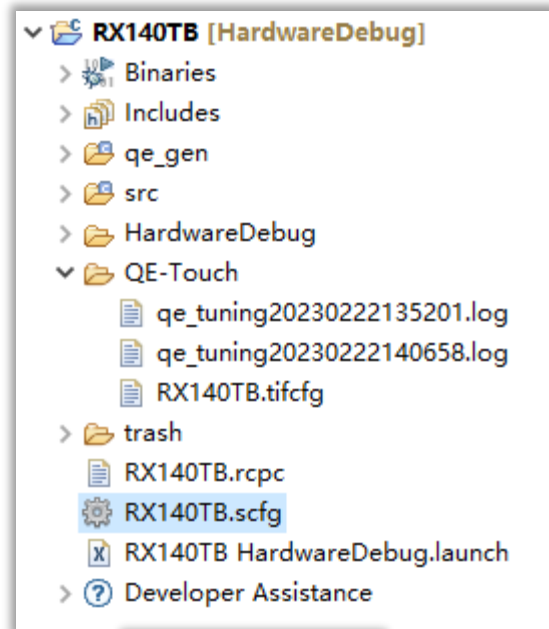 RX140TB [HardwareDebug]
Binaries
Includes
qe_gen
src
HardwareDebug
QE-Touch
qe_tuning20230222135201.log
qe_tuning20230222140658.log
RX140TB.tifcfg
trash
RX140TB.rcpc
RX140TB.scfg
RX140TB HardwareDebug.launch
Developer Assistance